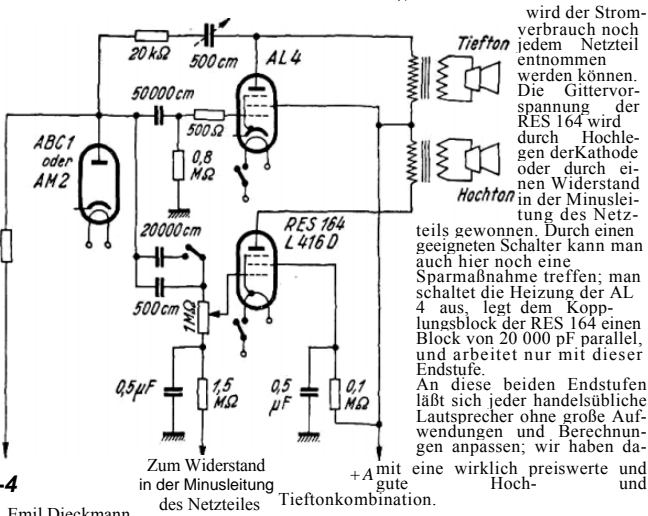 20 kΩ
500 cm
AL 4
Tiefton
50000 cm
500Ω
ABC1
oder
AM2
0,8
MΩ
Hochton
RES 164
L 416 D
20000 cm
500 cm
1MΩ
0,5μF
1,5
MΩ
0,5
μF
0,1
MΩ
-4
Zum Widerstand
in der Minusleitung
des Netzteiles
+A
Emil Dieckmann
wird der Strom-
verbrauch noch
jedem Netzteil
entnommen
werden können.
Die Gittervor-
spannung der
RES 164 wird
durch Hochle-
gen derKathode
oder durch ei-
nen Widerstand
in der Minuslei-
tung des Netz-
teils gewonnen. Durch einen
geeigneten Schalter kann man
auch hier noch eine
Sparmaßnahme treffen; man
schaltet die Heizung der AL
4 aus, legt dem Kopp-
lungsblock der RES 164 einen
Block von 20 000 pF parallel,
und arbeitet nur mit dieser
Endstufe.
An diese beiden Endstufen
läßt sich jeder handelsübliche
Lautsprecher ohne große Auf-
wendungen und Berechnun-
gen anpassen; wir haben da-
mit eine wirklich preiswerte und
gute Hoch- und
Tieftonkombination.